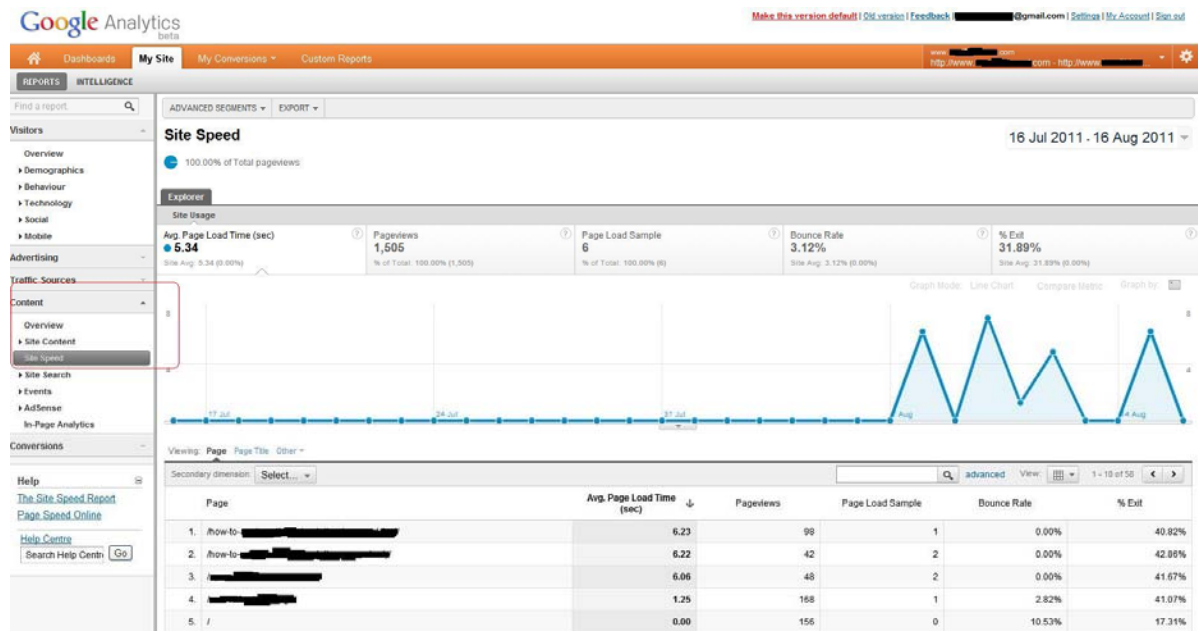 Google Analytics
beta
Make this version default | Old version | Feedback | @gmail.com | Settings | My Account | Sign out
Dashboards My Site My Conversions Custom Reports
www. .com
http://www. .com - http://www. ...
REPORTS INTELLIGENCE
Find a report.
Visitors
Overview
Demographics
Behaviour
Technology
Social
Mobile
Advertising
Traffic Sources
Content
Overview
Site Content
Site Speed
Site Search
Events
AdSense
In-Page Analytics
Conversions
Help
The Site Speed Report
Page Speed Online
Help Centre
Search Help Centr Go
ADVANCED SEGMENTS EXPORT
Site Speed
16 Jul 2011 - 16 Aug 2011
100.00% of Total pageviews
Explorer
Site Usage
Avg. Page Load Time (sec)
5.34
Site Avg: 5.34 (0.00%)
Pageviews
1,505
% of Total: 100.00% (1,505)
Page Load Sample
6
% of Total: 100.00% (6)
Bounce Rate
3.12%
Site Avg: 3.12% (0.00%)
% Exit
31.89%
Site Avg: 31.89% (0.00%)
Graph Mode: Line Chart Compare Metric Graph by:
8 8
4 4
17 Jul 24 Jul 31 Jul Aug 14 Aug
Viewing: Page Page Title Other
Secondary dimension: Select... advanced View: 1 - 10 of 58
Page Avg. Page Load Time (sec) Pageviews Page Load Sample Bounce Rate % Exit
1. /how-to- / 6.23 98 1 0.00% 40.82%
2. /how-to- / 6.22 42 2 0.00% 42.86%
3. / 6.06 48 2 0.00% 41.67%
4. / 1.25 168 1 2.82% 41.07%
5. / 0.00 156 0 10.53% 17.31%